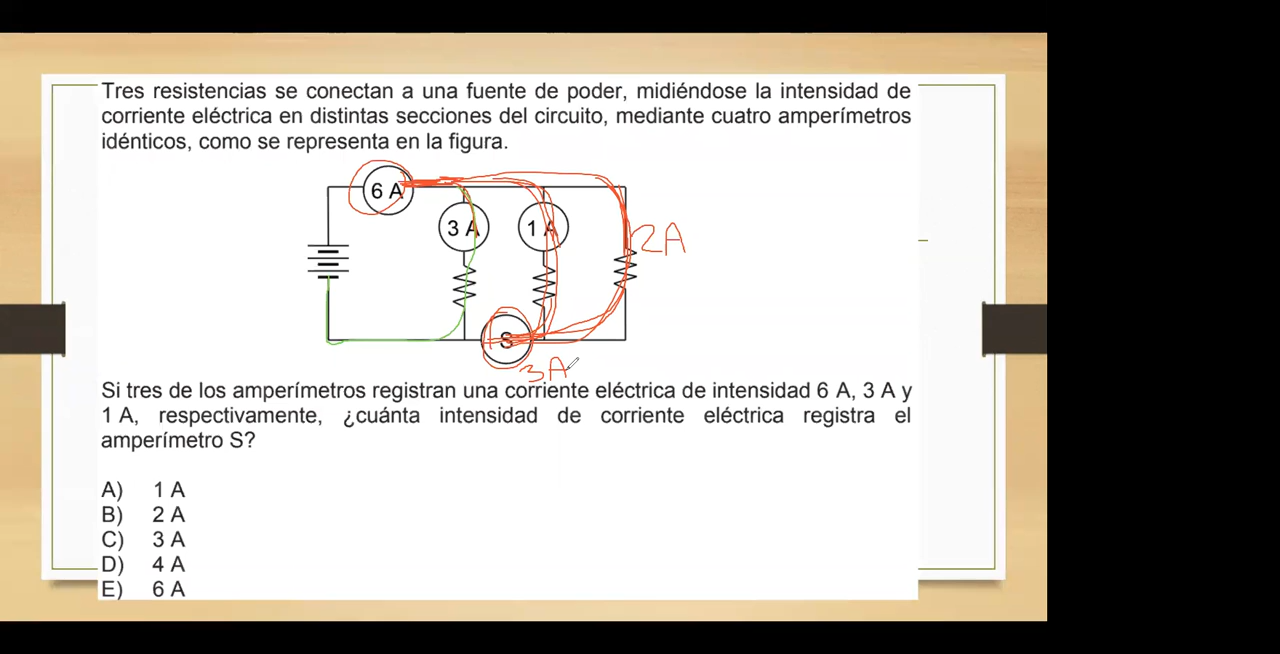 Tres resistencias se conectan a una fuente de poder, midiéndose la intensidad de
corriente eléctrica en distintas secciones del circuito, mediante cuatro amperímetros
idénticos, como se representa en la figura.
6 A
3 A
1 A
2A
S
3A
Si tres de los amperímetros registran una corriente eléctrica de intensidad 6 A, 3 A y
1 A, respectivamente, ¿cuánta intensidad de corriente eléctrica registra el
amperímetro S?
A) 1 A
B) 2 A
C) 3 A
D) 4 A
E) 6 A